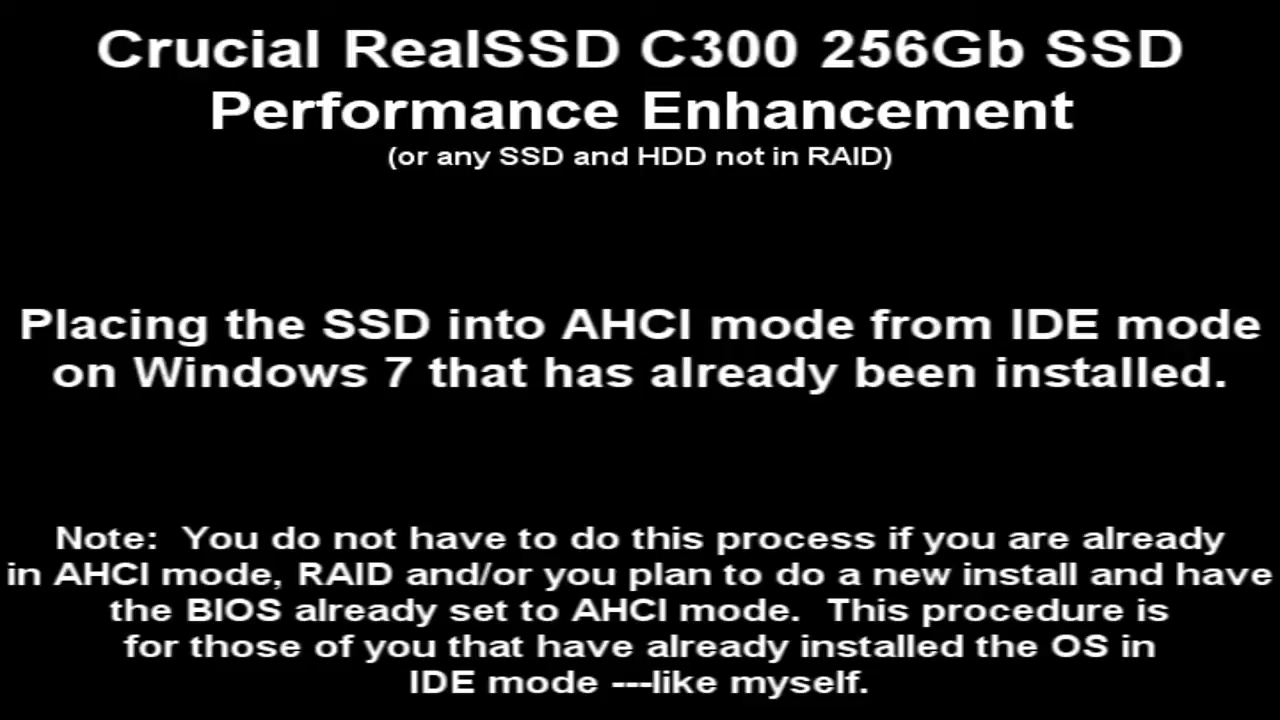 Crucial RealSSD C300 256Gb SSD
Performance Enhancement
(or any SSD and HDD not in RAID)
Placing the SSD into AHCI mode from IDE mode
on Windows 7 that has already been installed.
Note:  You do not have to do this process if you are already
in AHCI mode, RAID and/or you plan to do a new install and have
the BIOS already set to AHCI mode.  This procedure is
for those of you that have already installed the OS in
IDE mode ---like myself.